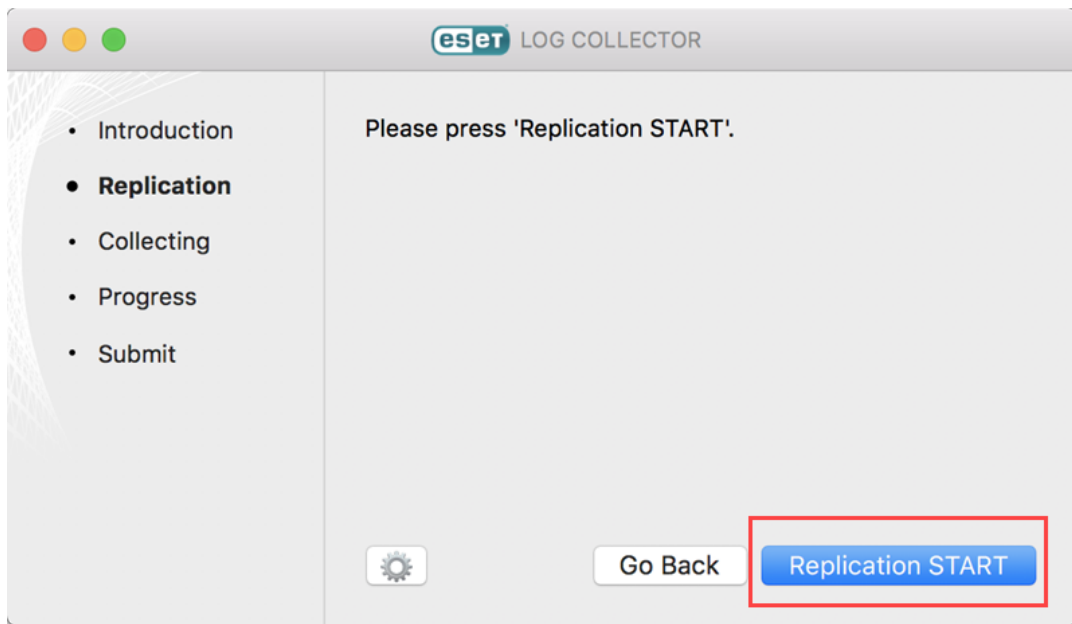 eset LOG COLLECTOR
Introduction
Replication
Collecting
Progress
Submit
Please press 'Replication START'.
Go Back
Replication START